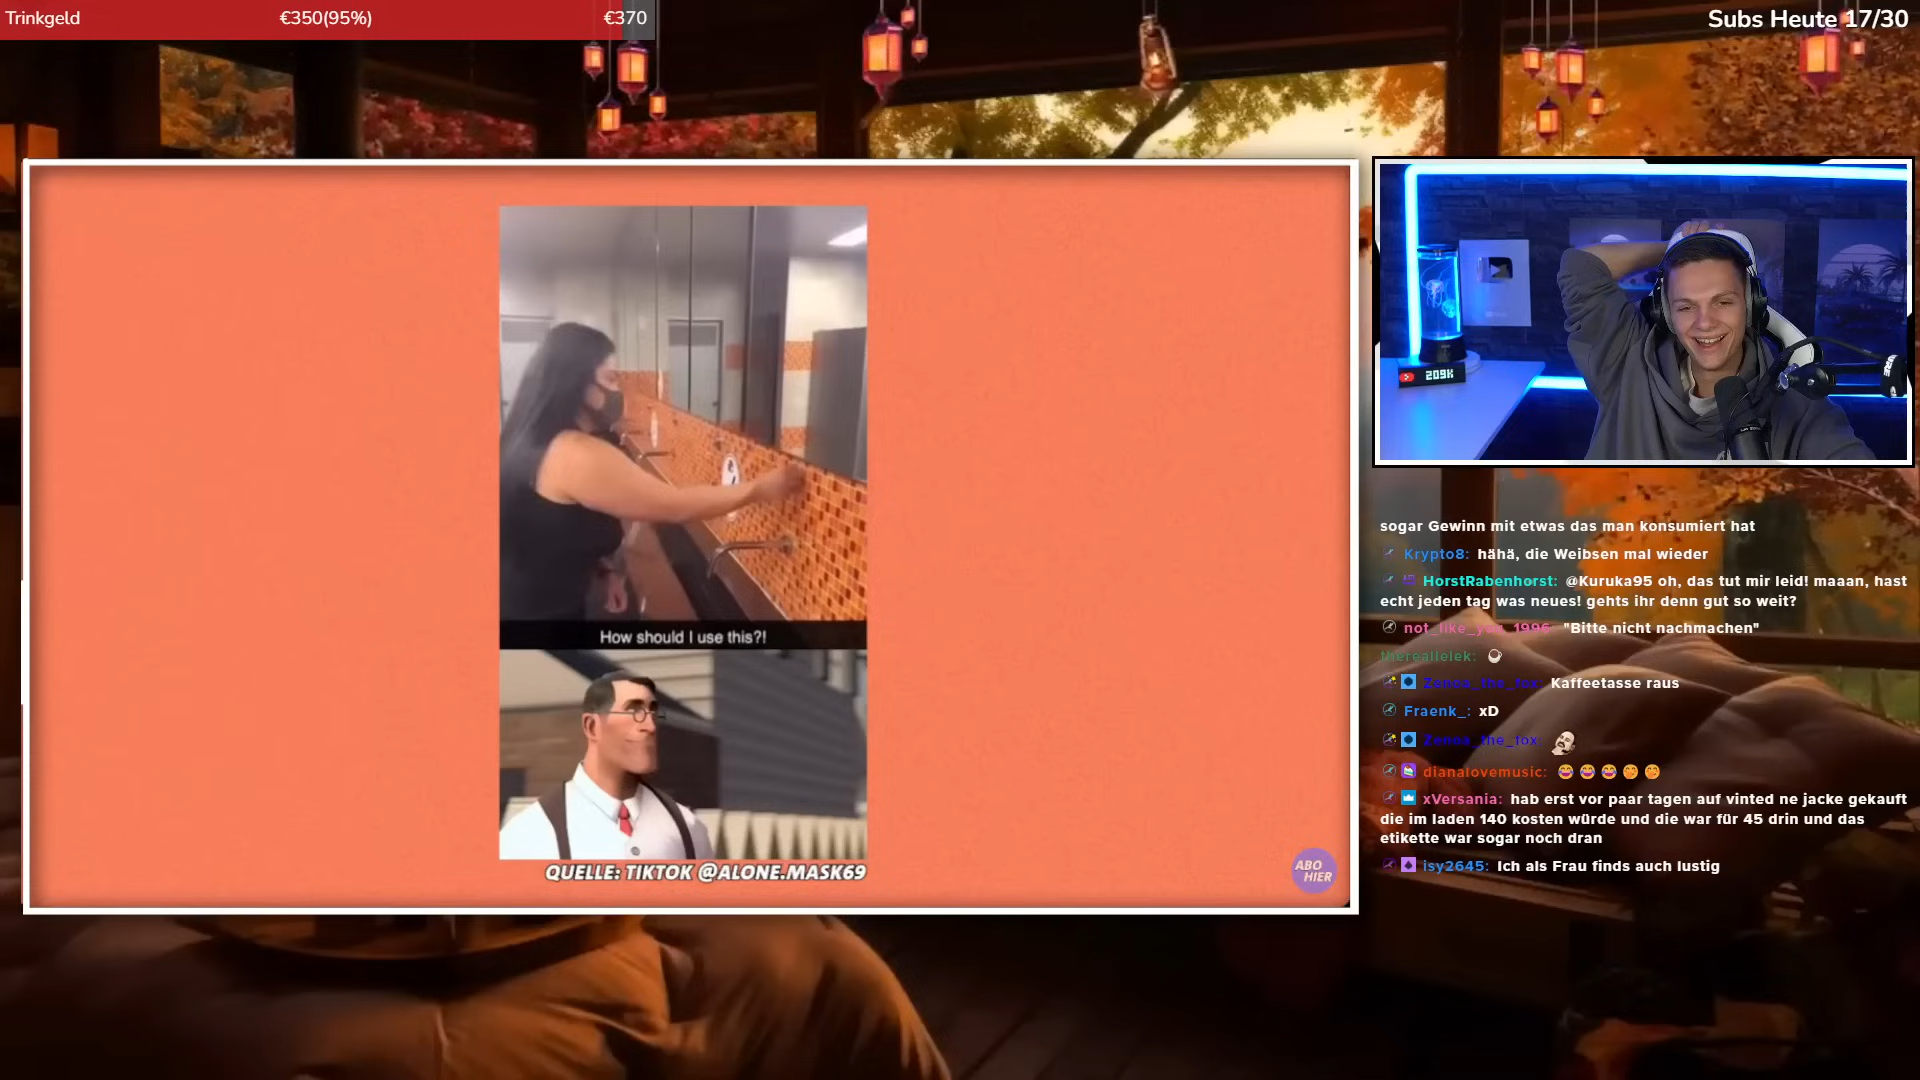 Trinkgeld €350(95%) €370
Subs Heute 17/30
How should I use this?!
QUELLE: TIKTOK @ALONE.MASK69
ABO
HIER
209K
sogar Gewinn mit etwas das man konsumiert hat
Krypto8: hähä, die Weibsen mal wieder
HorstRabenhorst: @Kuruka95 oh, das tut mir leid! maaan, hast
echt jeden tag was neues! gehts ihr denn gut so weit?
not_like_you_1996: "Bitte nicht nachmachen"
thereallelek:
Zenoa_the_fox: Kaffeetasse raus
Fraenk_: xD
Zenoa_the_fox:
dianalovemusic: 😂 😂 😂 🤭 🤭
xVersania: hab erst vor paar tagen auf vinted ne jacke gekauft
die im laden 140 kosten würde und die war für 45 drin und das
etikette war sogar noch dran
isy2645: Ich als Frau finds auch lustig